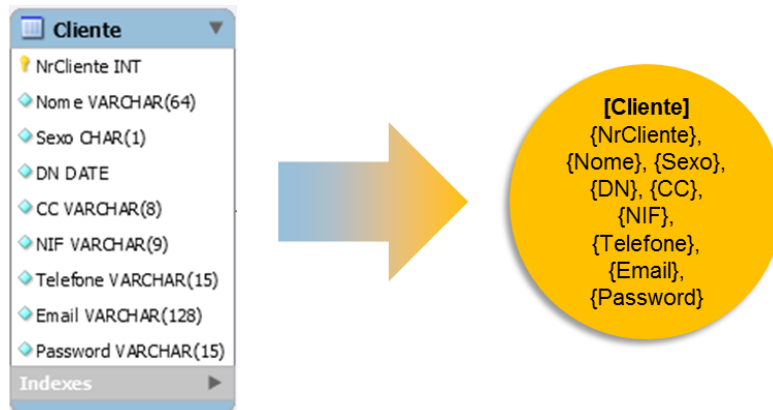 Cliente
NrCliente INT
Nome VARCHAR(64)
Sexo CHAR(1)
DN DATE
CC VARCHAR(8)
NIF VARCHAR(9)
Telefone VARCHAR(15)
Email VARCHAR(128)
Password VARCHAR(15)
Indexes
[Cliente]
{NrCliente},
{Nome}, {Sexo},
{DN}, {CC},
{NIF},
{Telefone},
{Email},
{Password}